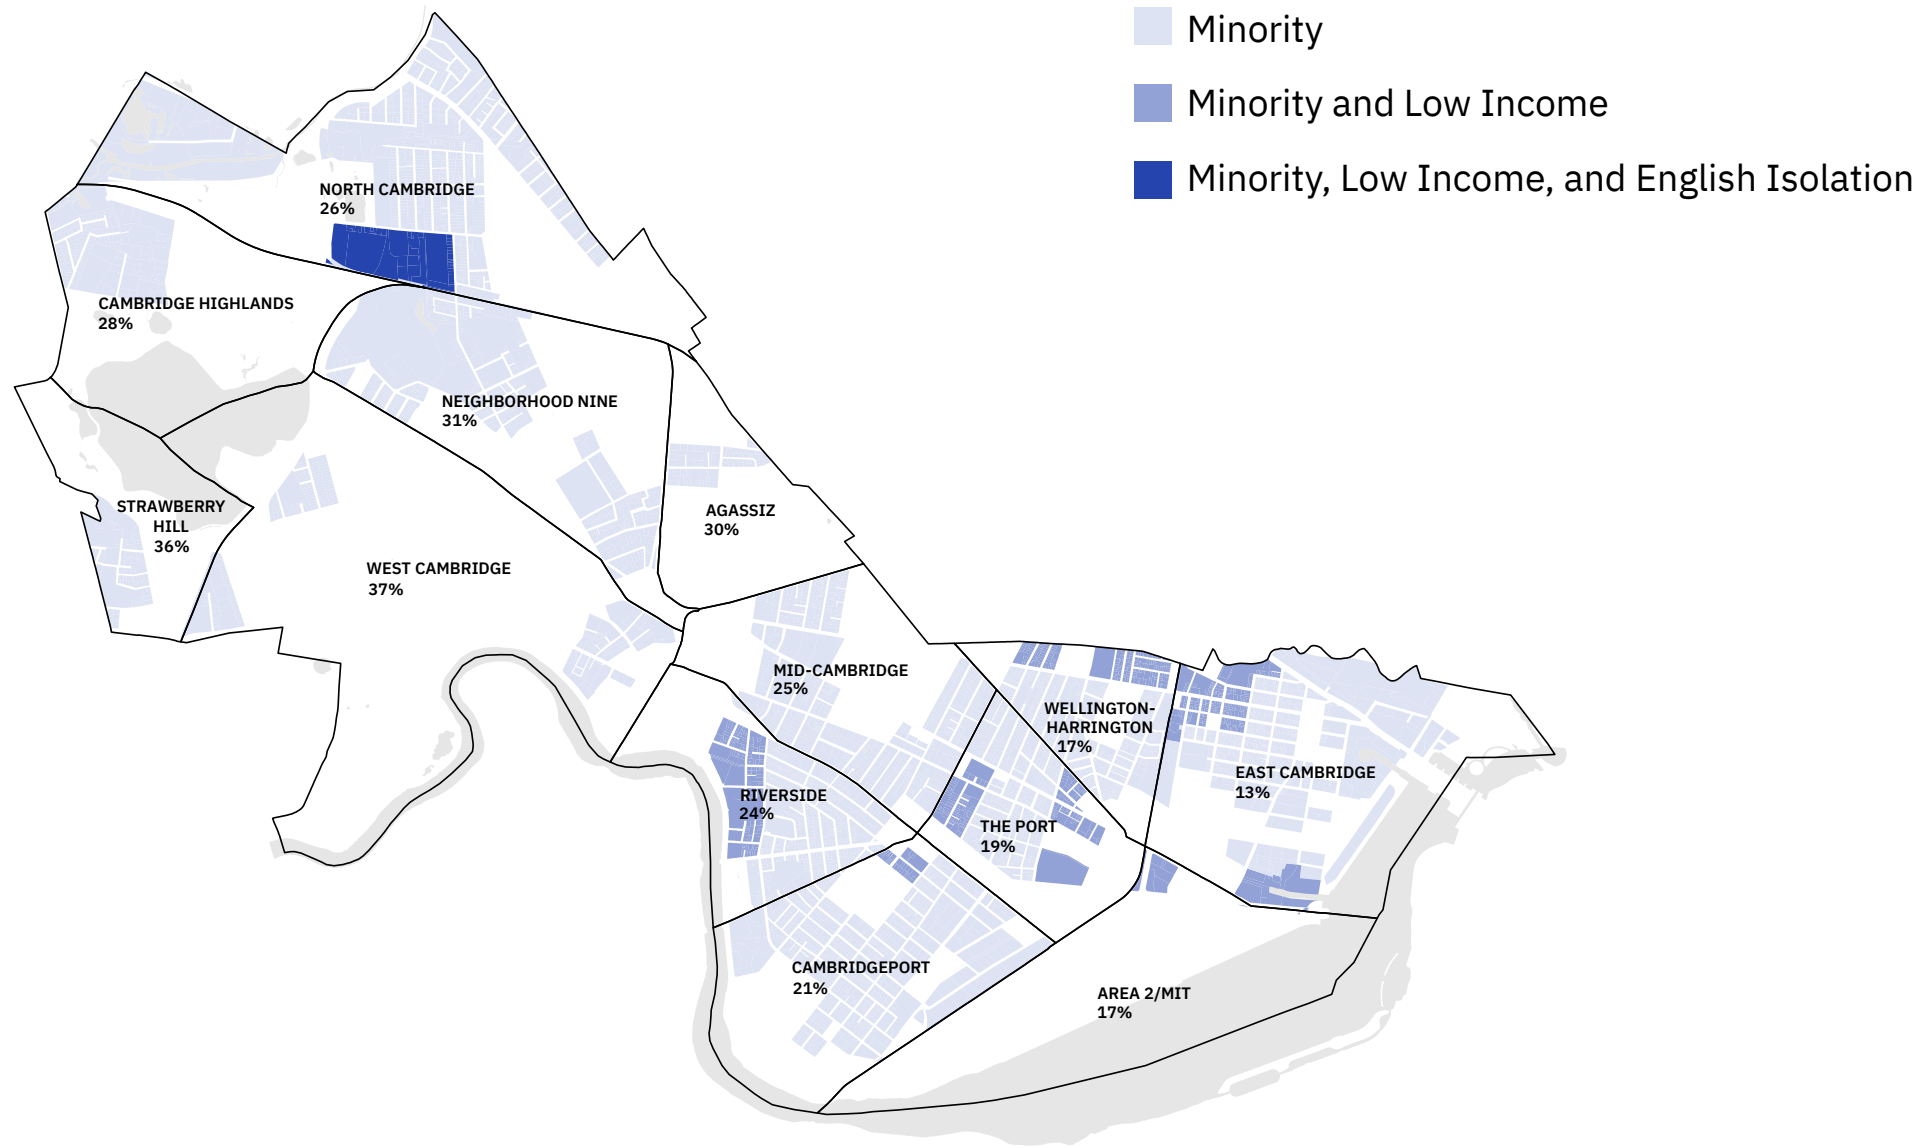 Minority
Minority and Low Income
Minority, Low Income, and English Isolation
NORTH CAMBRIDGE
26%
CAMBRIDGE HIGHLANDS
28%
NEIGHBORHOOD NINE
31%
STRAWBERRY
HILL
36%
AGASSIZ
30%
WEST CAMBRIDGE
37%
MID-CAMBRIDGE
25%
WELLINGTON-
HARRINGTON
17%
EAST CAMBRIDGE
13%
RIVERSIDE
24%
THE PORT
19%
CAMBRIDGEPORT
21%
AREA 2/MIT
17%